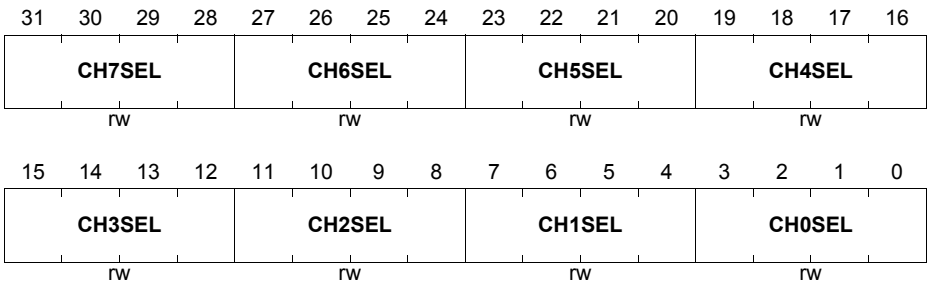 31 30 29 28 27 26 25 24 23 22 21 20 19 18 17 16
CH7SEL CH6SEL CH5SEL CH4SEL
rw rw rw rw
15 14 13 12 11 10 9 8 7 6 5 4 3 2 1 0
CH3SEL CH2SEL CH1SEL CH0SEL
rw rw rw rw